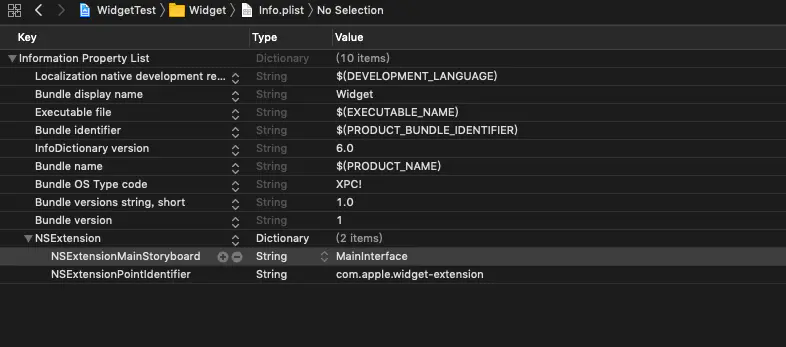 WidgetTest Widget Info.plist No Selection
Key Type Value
Information Property List Dictionary (10 items)
Localization native development re... String $(DEVELOPMENT_LANGUAGE)
Bundle display name String Widget
Executable file String $(EXECUTABLE_NAME)
Bundle identifier String $(PRODUCT_BUNDLE_IDENTIFIER)
InfoDictionary version String 6.0
Bundle name String $(PRODUCT_NAME)
Bundle OS Type code String XPC!
Bundle versions string, short String 1.0
Bundle version String 1
NSExtension Dictionary (2 items)
NSExtensionMainStoryboard String MainInterface
NSExtensionPointIdentifier String com.apple.widget-extension